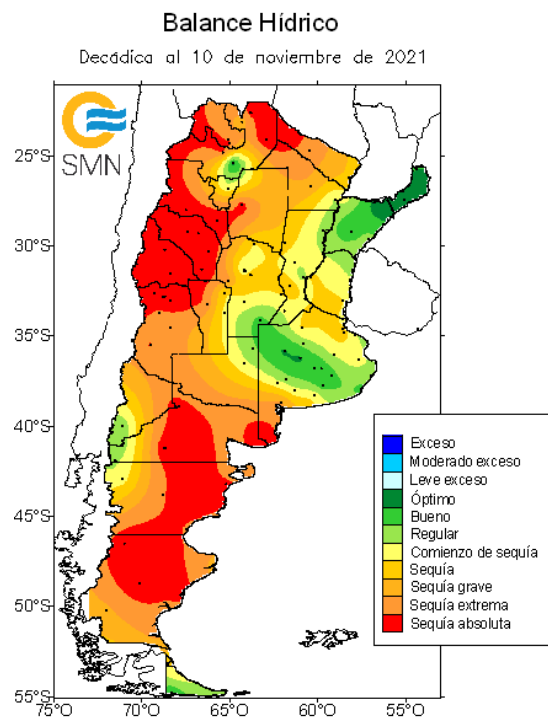 Balance Hídrico
Decádica al 10 de noviembre de 2021
SMN
25°S
30°S
35°S
40°S
45°S
50°S
55°S
75°O
70°O
65°O
60°O
55°O
Exceso
Moderado exceso
Leve exceso
Óptimo
Bueno
Regular
Comienzo de sequía
Sequía
Sequía grave
Sequía extrema
Sequía absoluta